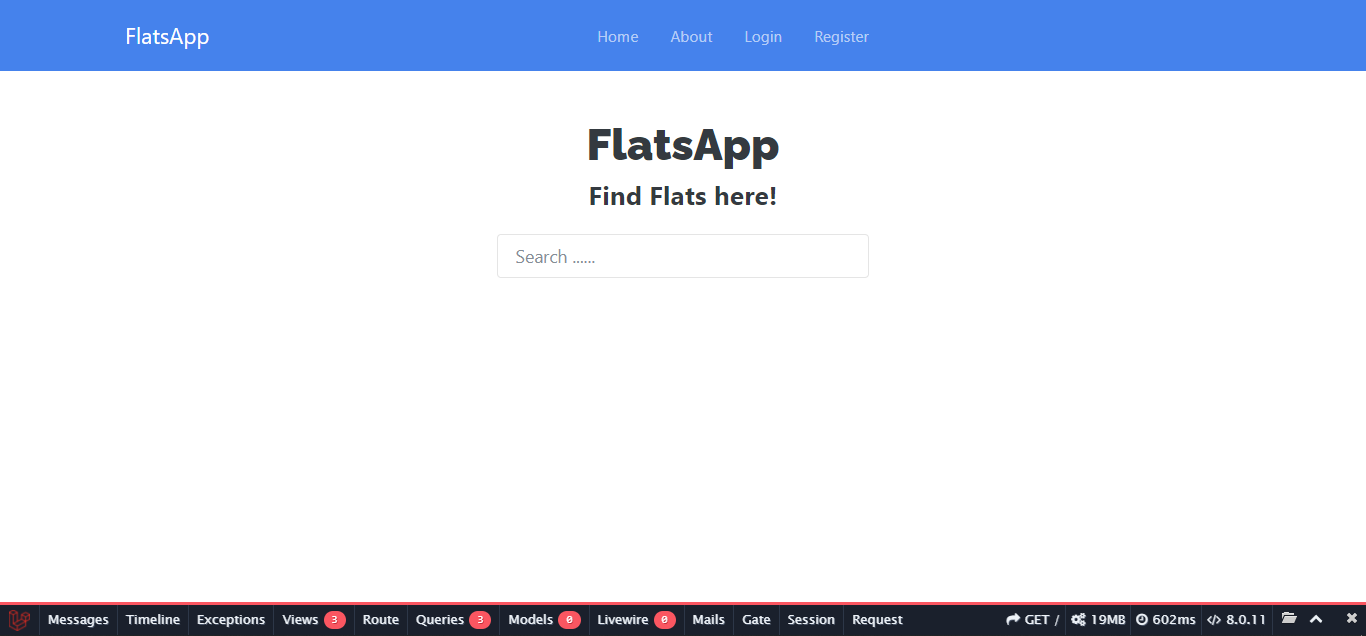 FlatsApp Home About Login Register
FlatsApp
Find Flats here!
Search ......
Messages Timeline Exceptions Views 3 Route Queries 3 Models 0 Livewire 0 Mails Gate Session Request GET / 19MB 602ms 8.0.11